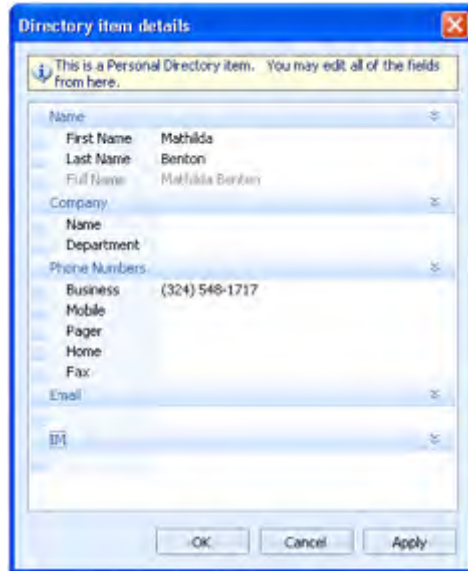 Directory item details
This is a Personal Directory item. You may edit all of the fields
from here.
Name
First Name Mathilda
Last Name Benton
Full Name Mathilda Benton
Company
Name
Department
Phone Numbers
Business (324) 548-1717
Mobile
Pager
Home
Fax
Email
IM
OK Cancel Apply